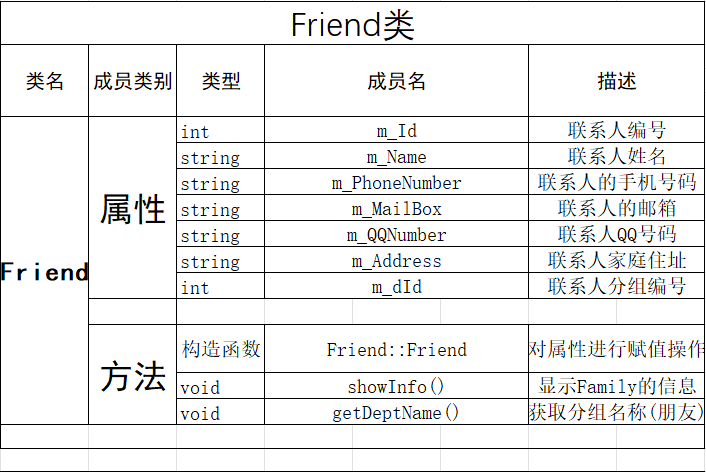 Friend类
类名 成员类别 类型 成员名 描述
Friend
属性
int m_Id 联系人编号
string m_Name 联系人姓名
string m_PhoneNumber 联系人的手机号码
string m_MailBox 联系人的邮箱
string m_QQNumber 联系人QQ号码
string m_Address 联系人家庭住址
int m_dId 联系人分组编号
方法
构造函数 Friend::Friend 对属性进行赋值操作
void showInfo() 显示Family的信息
void getDeptName() 获取分组名称(朋友)